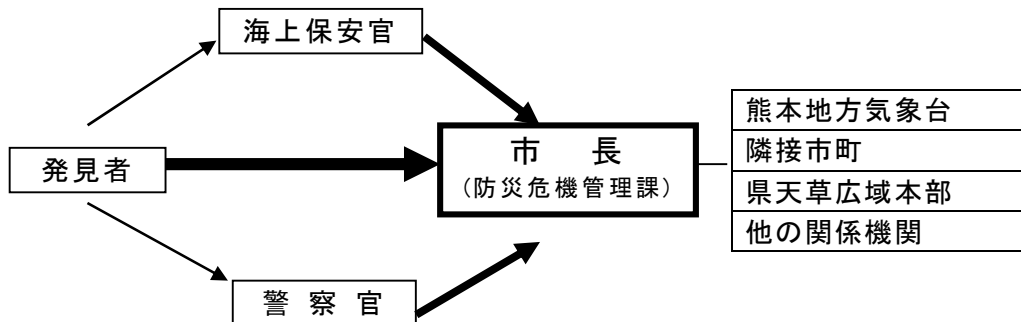 海上保安官
発見者
市　長
（防災危機管理課）
警察官
熊本地方気象台
隣接市町
県天草広域本部
他の関係機関